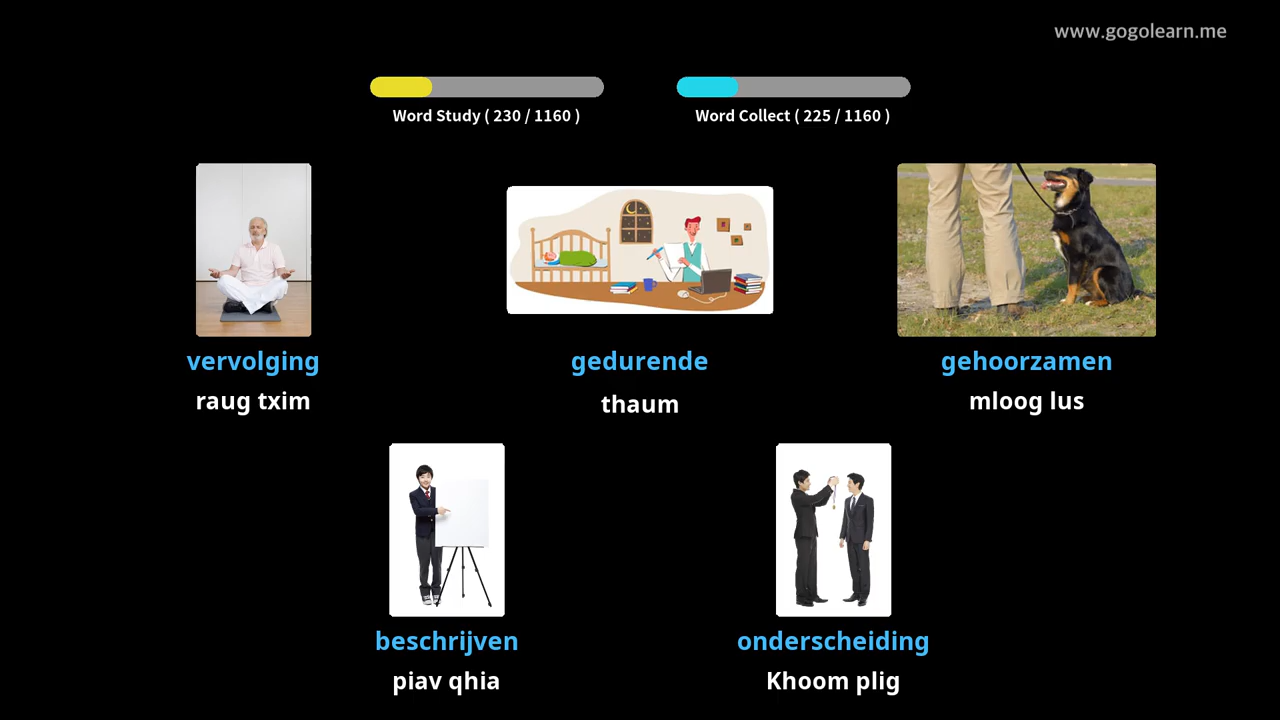 www.gogolearn.me
Word Study ( 230 / 1160 )
Word Collect ( 225 / 1160 )
vervolging
gedurende
gehoorzamen
raug txim
thaum
mloog lus
beschrijven
onderscheiding
piav qhia
Khoom plig